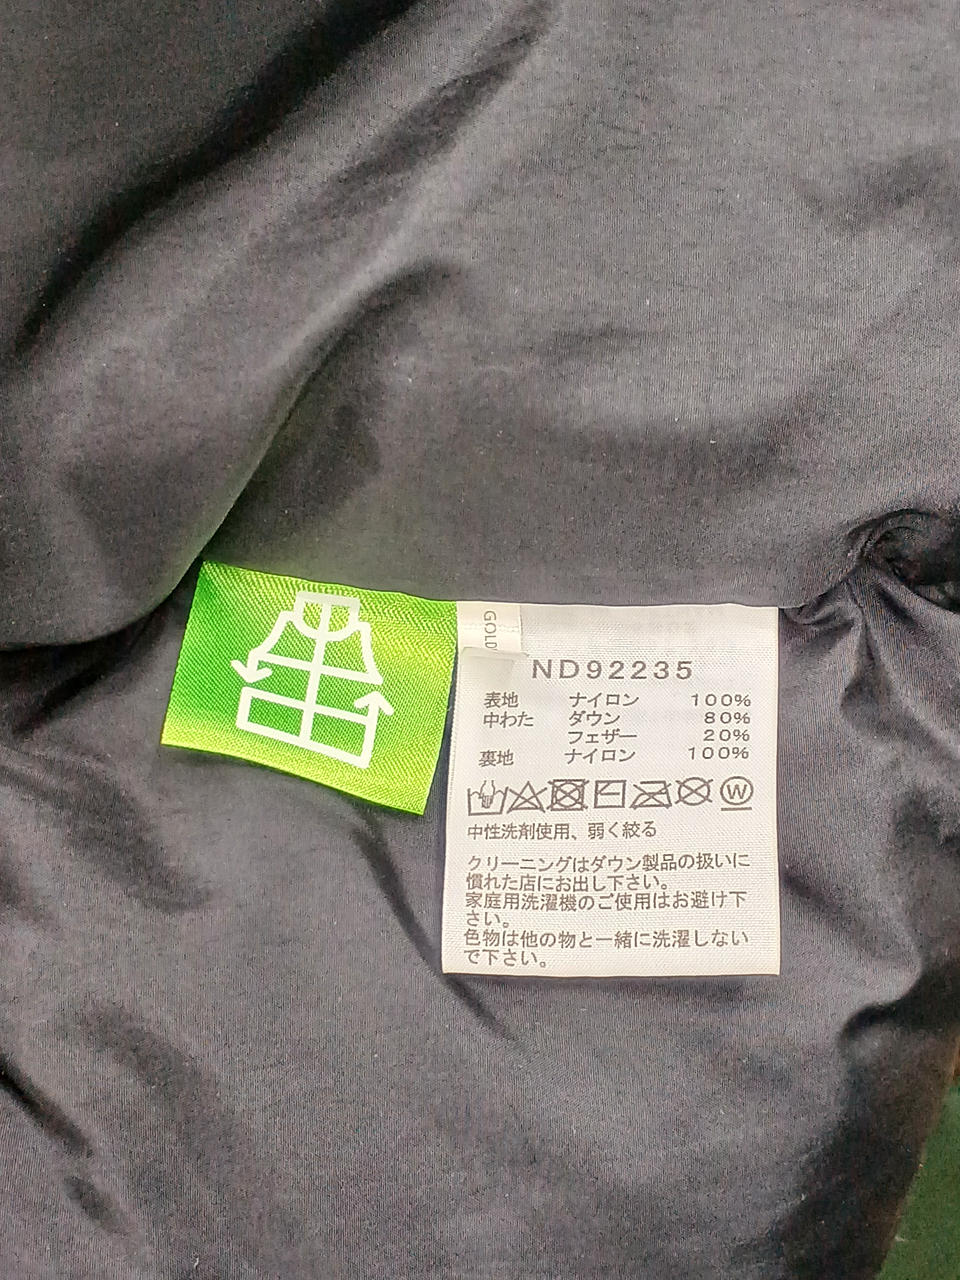 GOLD
ND92235
表地 ナイロン 100%
中わた ダウン 80%
フェザー 20%
裏地 ナイロン 100%
W
中性洗剤使用、弱く絞る
クリーニングはダウン製品の扱いに
慣れた店にお出し下さい。
家庭用洗濯機のご使用はお避け下
さい。
色物は他の物と一緒に洗濯しない
で下さい。